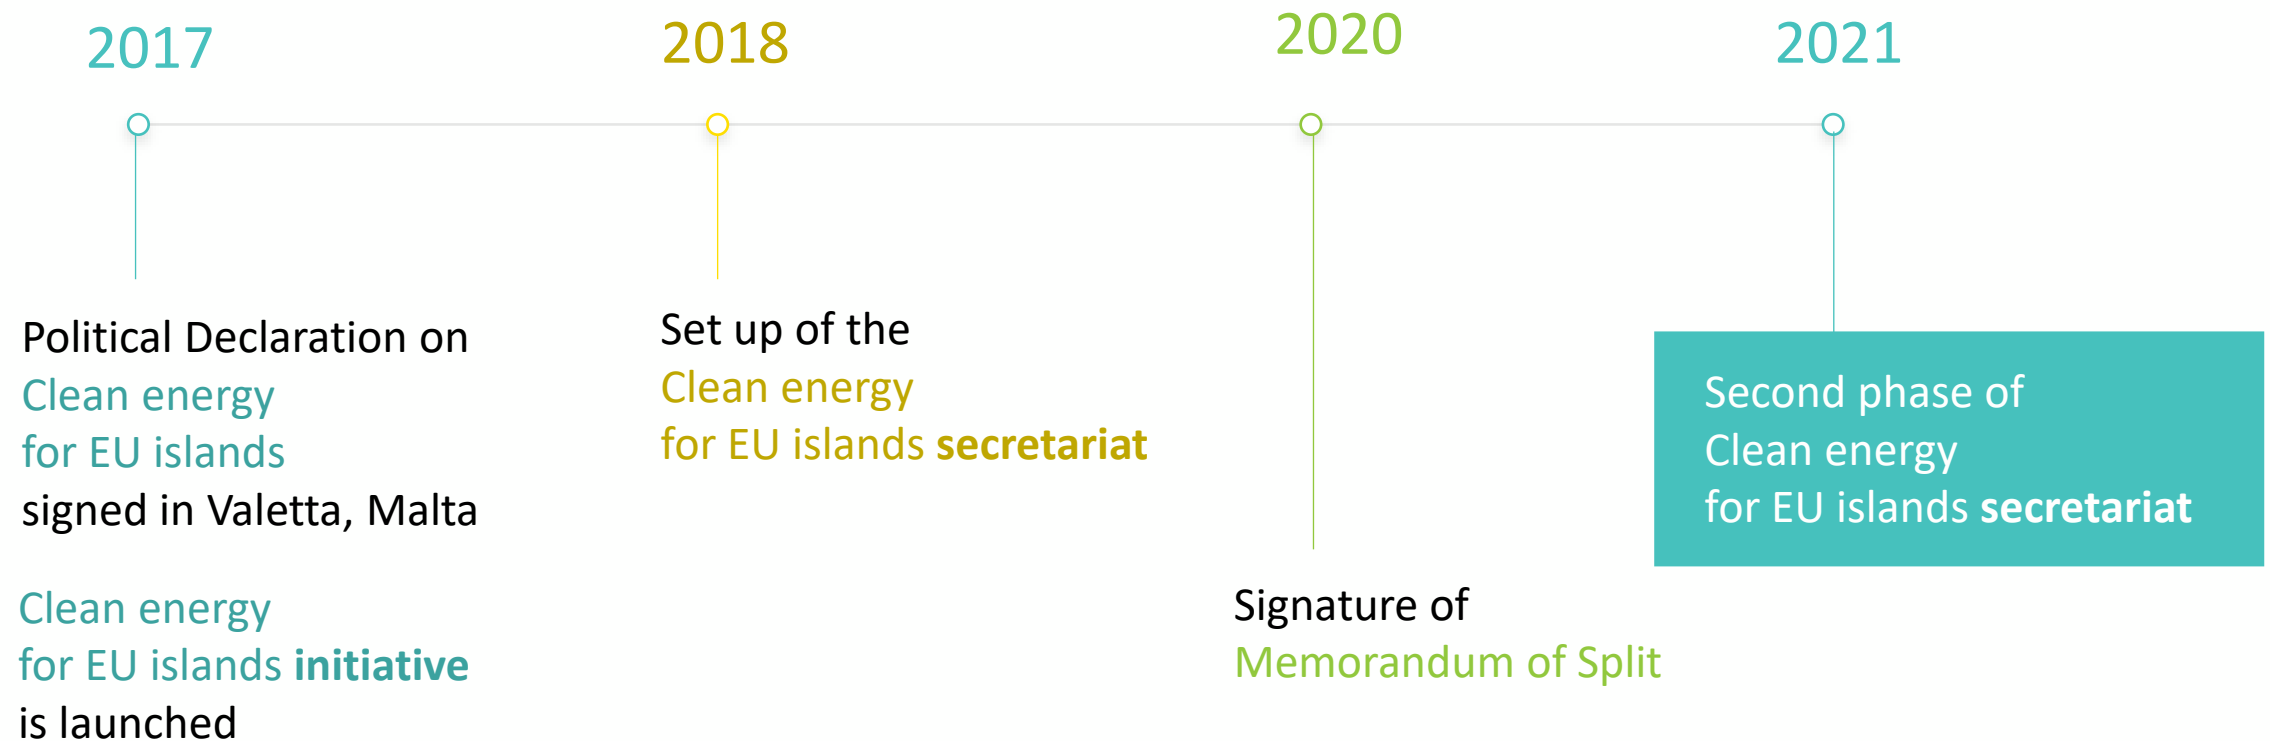 2017
Political Declaration on
Clean energy
for EU islands
signed in Valetta, Malta
Clean energy
for EU islands initiative
is launched
2018
Set up of the
Clean energy
for EU islands secretariat
2020
Signature of
Memorandum of Split
2021
Second phase of
Clean energy
for EU islands secretariat